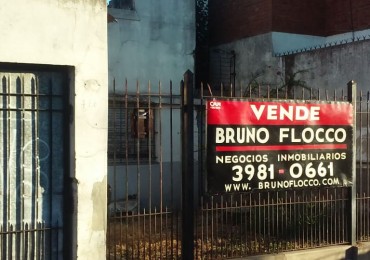 VENDE
BRUNO FLOCCO
NEGOCIOS INMOBILIARIOS
3981-0661
WWW.BRUNOFLOCCO.COM